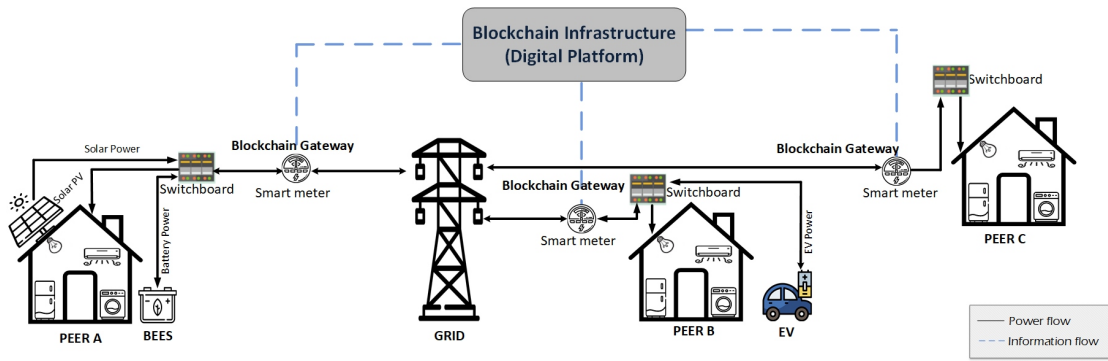 Blockchain Infrastructure
(Digital Platform)
Switchboard
Solar Power
Blockchain Gateway
Blockchain Gateway
Solar PV
Switchboard
Smart meter
Blockchain Gateway
Switchboard
Smart meter
Battery Power
Smart meter
EV Power
PEER C
PEER A
BEES
GRID
PEER B
EV
Power flow
Information flow